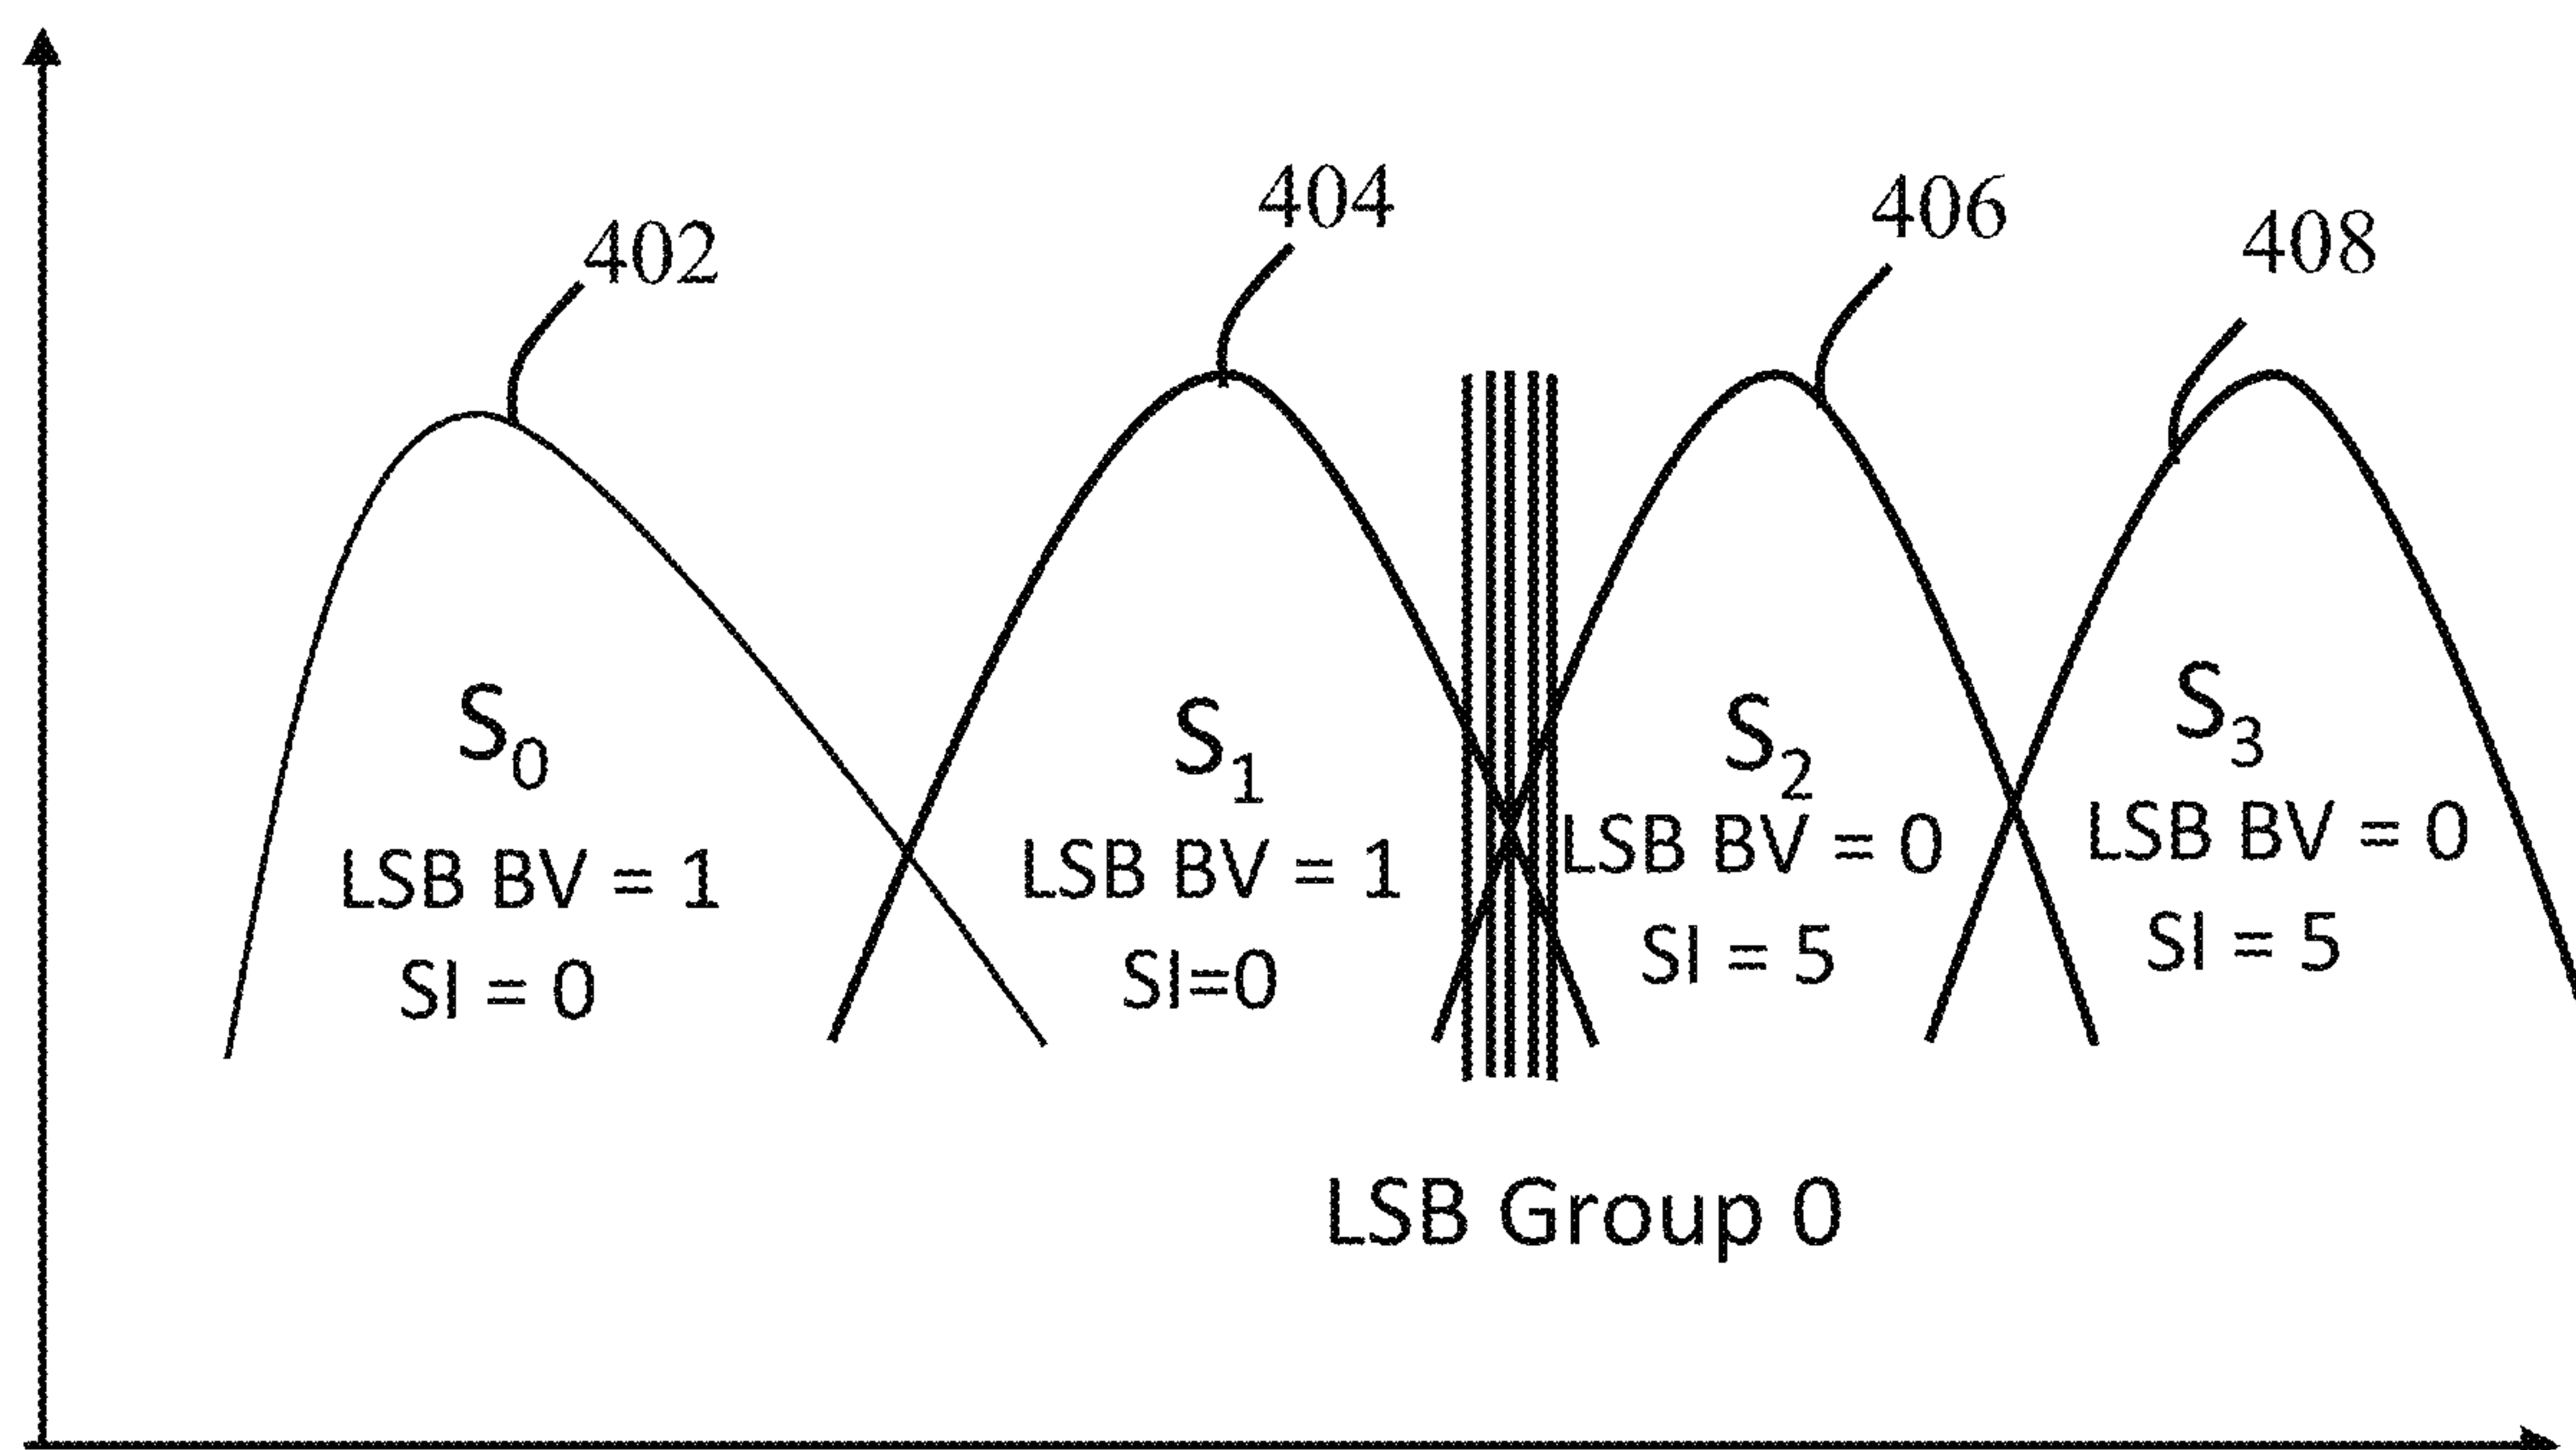 402
404
406
408
S0
LSB BV = 1
SI = 0
S1
LSB BV = 1
SI=0
S2
LSB BV = 0
SI = 5
S3
LSB BV = 0
SI = 5
LSB Group 0